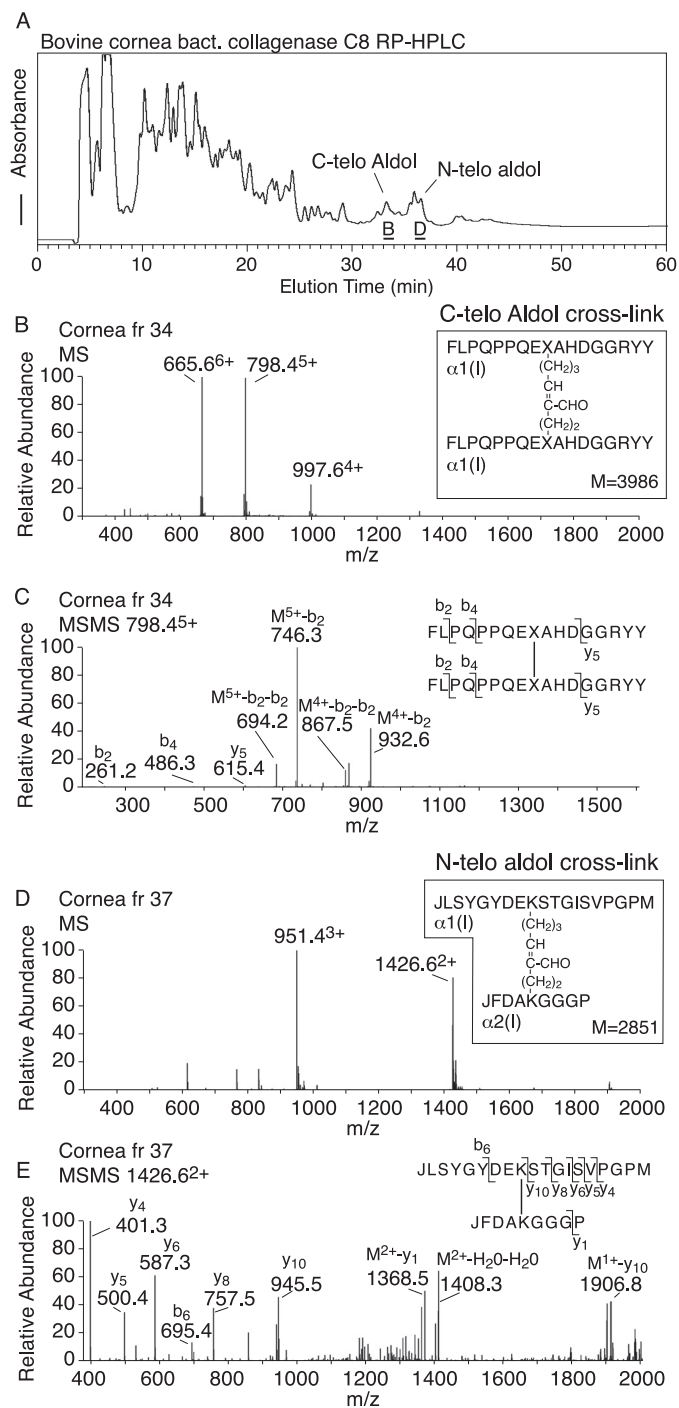 A
Bovine cornea bact. collagenase C8 RP-HPLC
Absorbance
C-telo Aldol
N-telo aldol
B
D
0 10 20 30 40 50 60
Elution Time (min)
B Cornea fr 34
MS
C-telo Aldol cross-link
665.6⁶⁺ 798.4⁵⁺
997.6⁴⁺
FLPQPPQEXAHDGGRYY
α1(I)
(CH₂)₃
CH
C-CHO
(CH₂)₂
FLPQPPQEXAHDGGRYY
α1(I)
M=3986
Relative Abundance
100
80
60
40
20
0
400 600 800 1000 1200 1400 1600 1800 2000
m/z
C Cornea fr 34
MSMS 798.4⁵⁺
M⁵⁺-b₂
746.3
M⁵⁺-b₂-b₂
694.2
M⁴⁺-b₂-b₂
867.5
M⁴⁺-b₂
932.6
b₂
261.2
b₄
486.3
y₅
615.4
b₂ b₄
FLPQPPQEXAHDGGRYY
y₅
b₂ b₄
FLPQPPQEXAHDGGRYY
y₅
Relative Abundance
100
80
60
40
20
0
300 500 700 900 1100 1300 1500
m/z
D Cornea fr 37
MS
N-telo aldol cross-link
951.4³⁺
1426.6²⁺
JLSYGYDEKSTGISVPGPM
α1(I)
(CH₂)₃
CH
C-CHO
(CH₂)₂
JFDAKGGGP
α2(I)
M=2851
Relative Abundance
100
80
60
40
20
0
400 600 800 1000 1200 1400 1600 1800 2000
m/z
E Cornea fr 37
MSMS 1426.6²⁺
b₆
JLSYGYDEKSTGISVPGPM
y₁₀ y₈ y₆ y₅ y₄
JFDAKGGGP
y₁
y₄
401.3
y₅
500.4
y₆
587.3
b₆
695.4
y₈
757.5
y₁₀
945.5
M²⁺-y₁
1368.5
M²⁺-H₂0-H₂0
1408.3
M¹⁺-y₁₀
1906.8
Relative Abundance
100
80
60
40
20
0
400 600 800 1000 1200 1400 1600 1800 2000
m/z